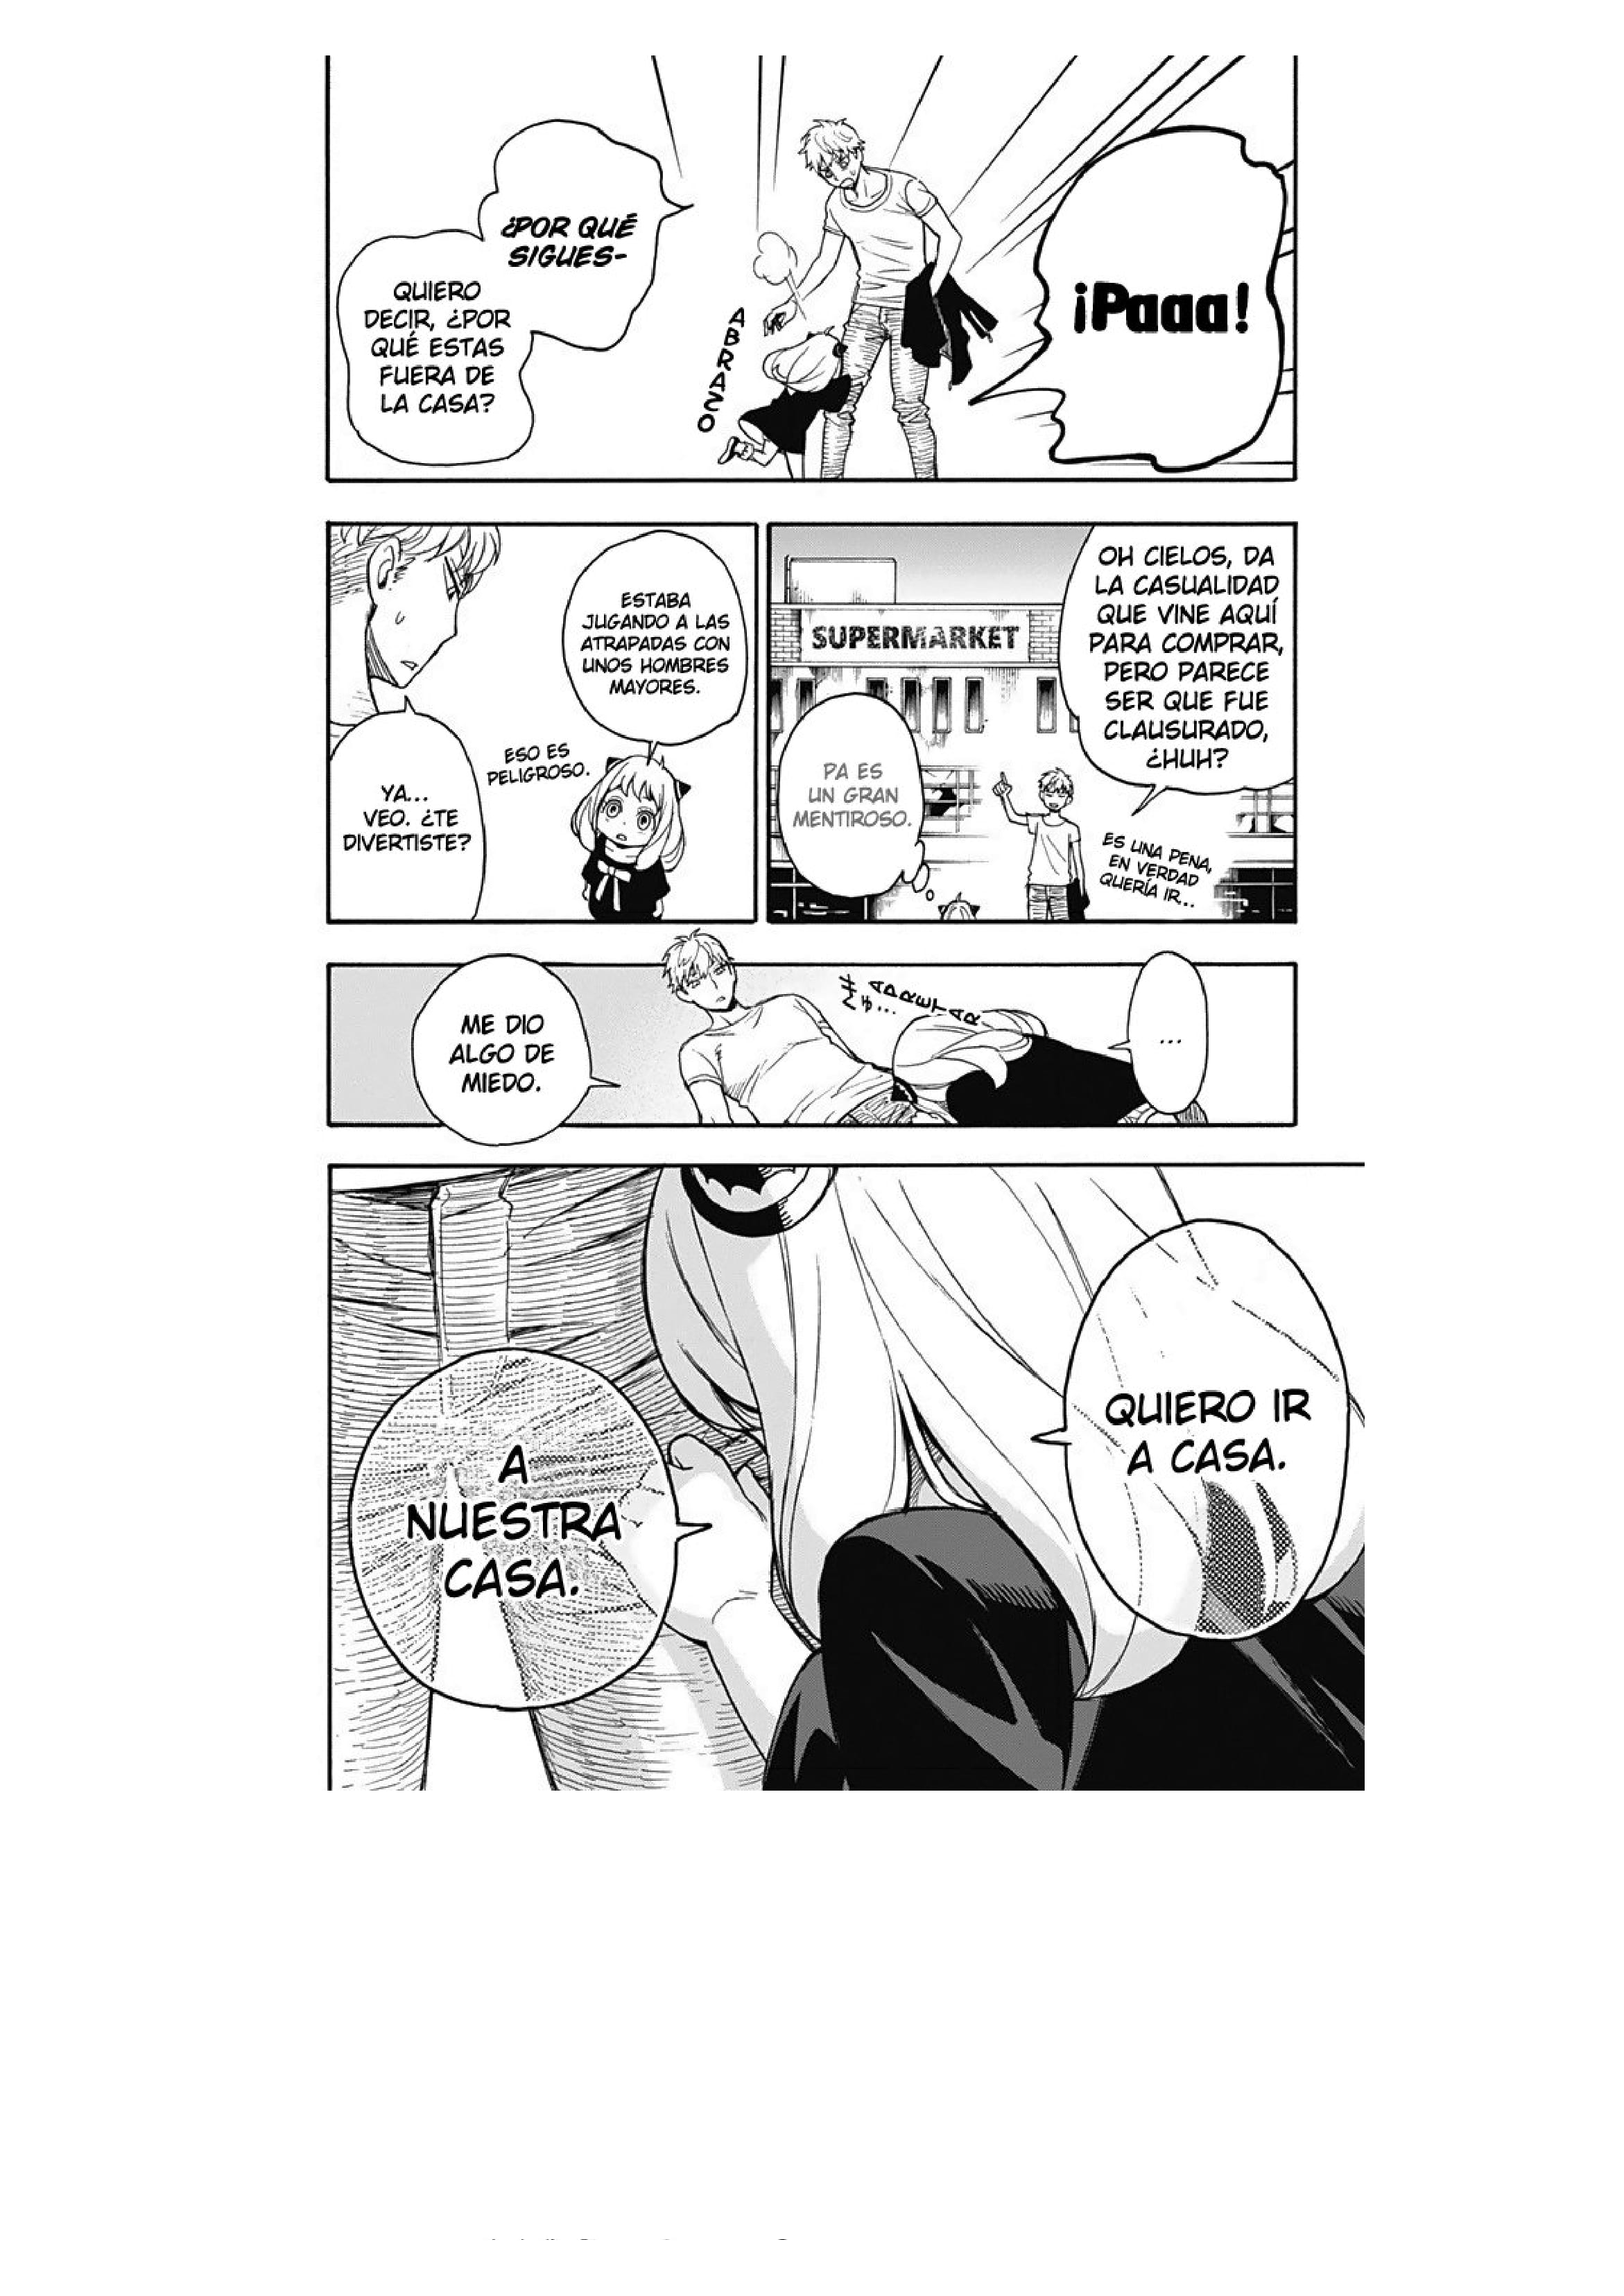 ¡Paaa!
¿POR QUÉ
SIGUES-
QUIERO
DECIR, ¿POR
QUÉ ESTAS
FUERA DE
LA CASA?
ABRAZO
OH CIELOS, DA
LA CASUALIDAD
QUE VINE AQUÍ
PARA COMPRAR,
PERO PARECE
SER QUE FUE
CLAUSURADO,
¿HUH?
SUPERMARKET
ES UNA PENA,
EN VERDAD
QUERÍA IR...
PA ES
UN GRAN
MENTIROSO.
ESTABA
JUGANDO A LAS
ATRAPADAS CON
UNOS HOMBRES
MAYORES.
ESO ES
PELIGROSO.
YA...
VEO. ¿TE
DIVERTISTE?
...
APRETAR
ME DIO
ALGO DE
MIEDO.
QUIERO IR
A CASA.
A
NUESTRA
CASA.